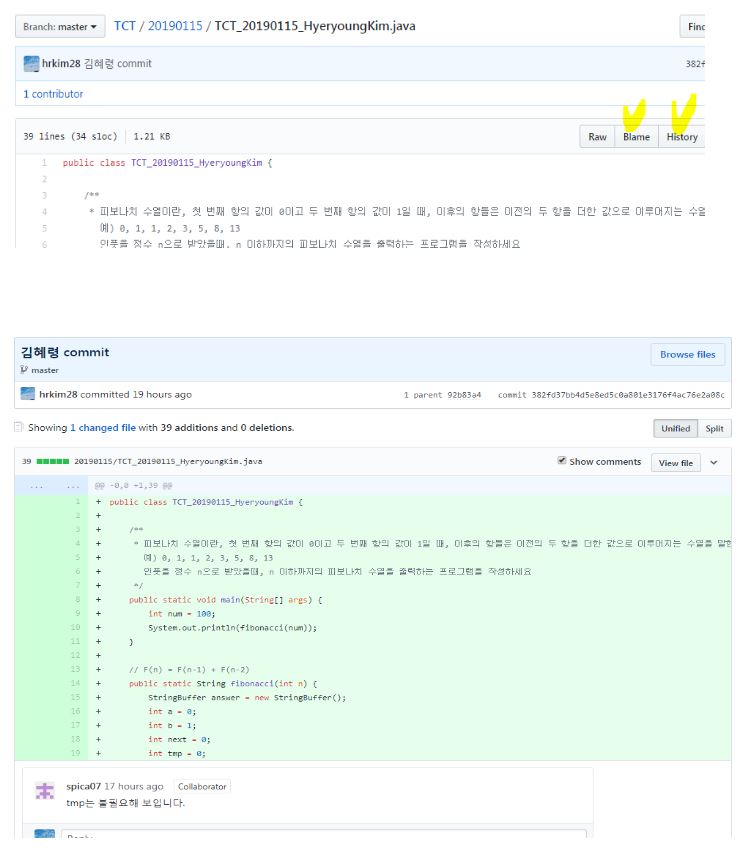 Branch: master
TCT / 20190115 / TCT_20190115_HyeryoungKim.java
hrkim28 김혜령 commit
1 contributor
39 lines (34 sloc) 1.21 KB
Raw Blame History
1 public class TCT_20190115_HyeryoungKim {
2
3 /**
4 * 피보나치 수열이란, 첫 번째 항의 값이 0이고 두 번째 항의 값이 1일 때, 이후의 항들은 이전의 두 항을 더한 값으로 이루어지는 수열
5 예) 0, 1, 1, 2, 3, 5, 8, 13
6 인풋을 정수 n으로 받았을때, n 이하까지의 피보나치 수열을 출력하는 프로그램을 작성하세요
김혜령 commit
Browse files
master
hrkim28 committed 19 hours ago
1 parent 92b83a4 commit 382fd37bb4d5e8ed5c0a801e3176f4ac76e2a08c
Showing 1 changed file with 39 additions and 0 deletions.
Unified Split
39 20190115/TCT_20190115_HyeryoungKim.java
Show comments View file
... ... @@ -0,0 +1,39 @@
1 + public class TCT_20190115_HyeryoungKim {
2 +
3 + /**
4 + * 피보나치 수열이란, 첫 번째 항의 값이 0이고 두 번째 항의 값이 1일 때, 이후의 항들은 이전의 두 항을 더한 값으로 이루어지는 수열을 말한
5 + 예) 0, 1, 1, 2, 3, 5, 8, 13
6 + 인풋을 정수 n으로 받았을때, n 이하까지의 피보나치 수열을 출력하는 프로그램을 작성하세요
7 + */
8 + public static void main(String[] args) {
9 + int num = 100;
10 + System.out.println(fibonacci(num));
11 + }
12 +
13 + // F(n) = F(n-1) + F(n-2)
14 + public static String fibonacci(int n) {
15 + StringBuffer answer = new StringBuffer();
16 + int a = 0;
17 + int b = 1;
18 + int next = 0;
19 + int tmp = 0;
spica07 17 hours ago Collaborator
tmp는 불필요해 보입니다.